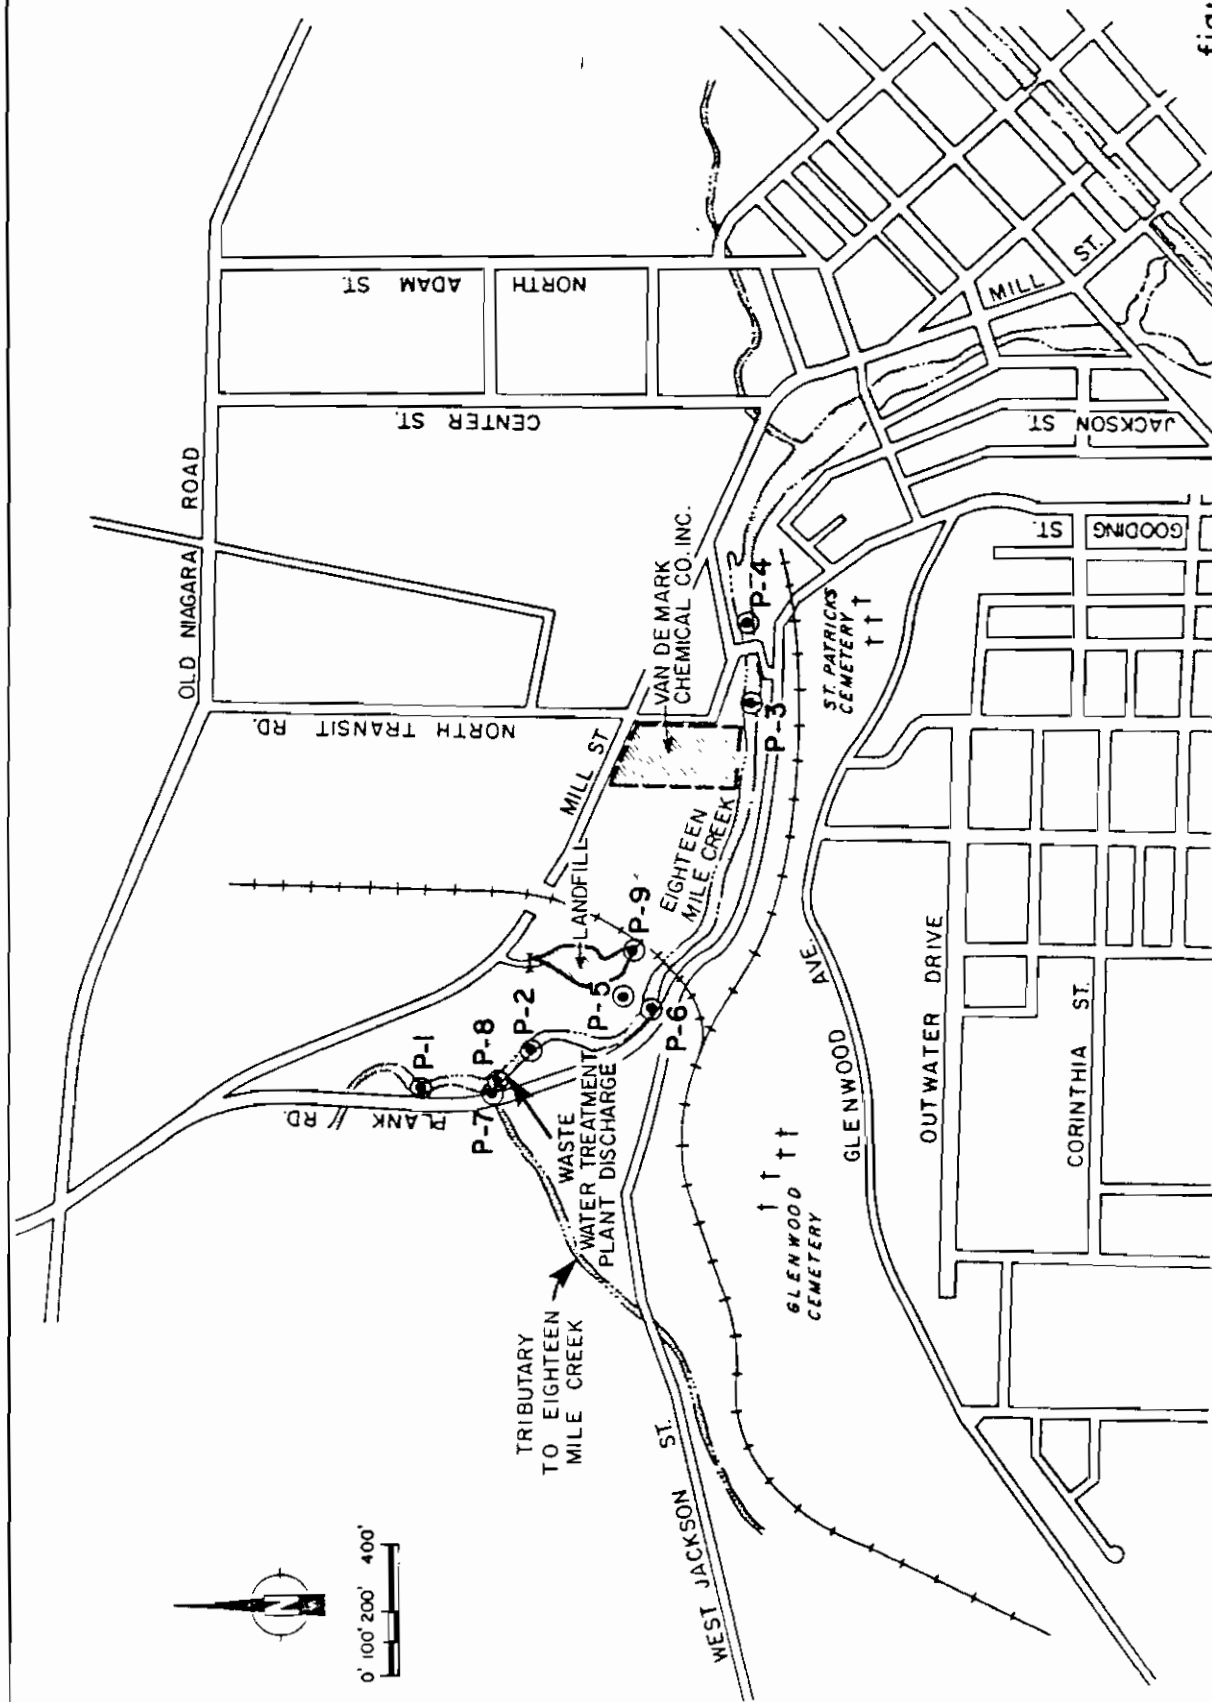 figu
OLD NIAGARA ROAD
NORTH
ADAM ST.
CENTER ST.
NORTH TRANSIT RD.
MILL ST
VAN DE MARK
CHEMICAL CO. INC.
MILL ST.
JACKSON ST.
GOODING ST.
P-4
P-3
ST. PATRICKS
CEMETERY
EIGHTEEN
MILE CREEK
LANDFILL
P-9
P-5
P-6
P-2
P-8
P-1
P-7
PLANK RD.
WASTE
WATER TREATMENT
PLANT DISCHARGE
TRIBUTARY
TO EIGHTEEN
MILE CREEK
GLENWOOD
CEMETERY
GLENWOOD AVE.
OUTWATER DRIVE
CORINTHIA ST.
WEST JACKSON ST.
N
0' 100' 200' 400'